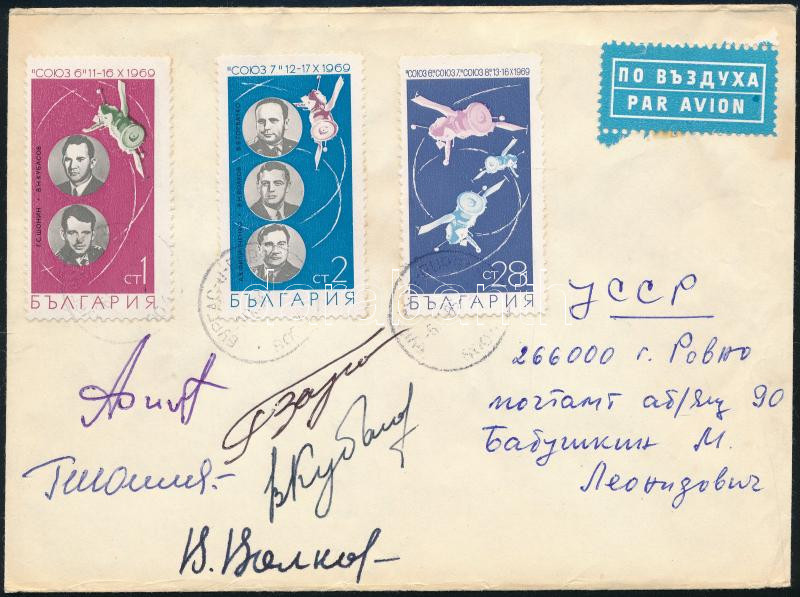 "СОЮЗ 6" 11-16 X 1969
Г.С. ШОНИН • В.Н. КУБАСОВ
СТ 1
БЪЛГАРИЯ
"СОЮЗ 7" 12-17 X 1969
СТ 2
БЪЛГАРИЯ
"СОЮЗ 6" СОЮЗ 7," СОЮЗ 8" 13-16 X 1969
СТ 28
БЪЛГАРИЯ
ПО ВЪЗДУХА
PAR AVION
БУРГАС
УССР
266000 г. Ровно
почтамт аб/ящ 90
Бабушкин М.
Леонидович
ВКубасов
В. Волков